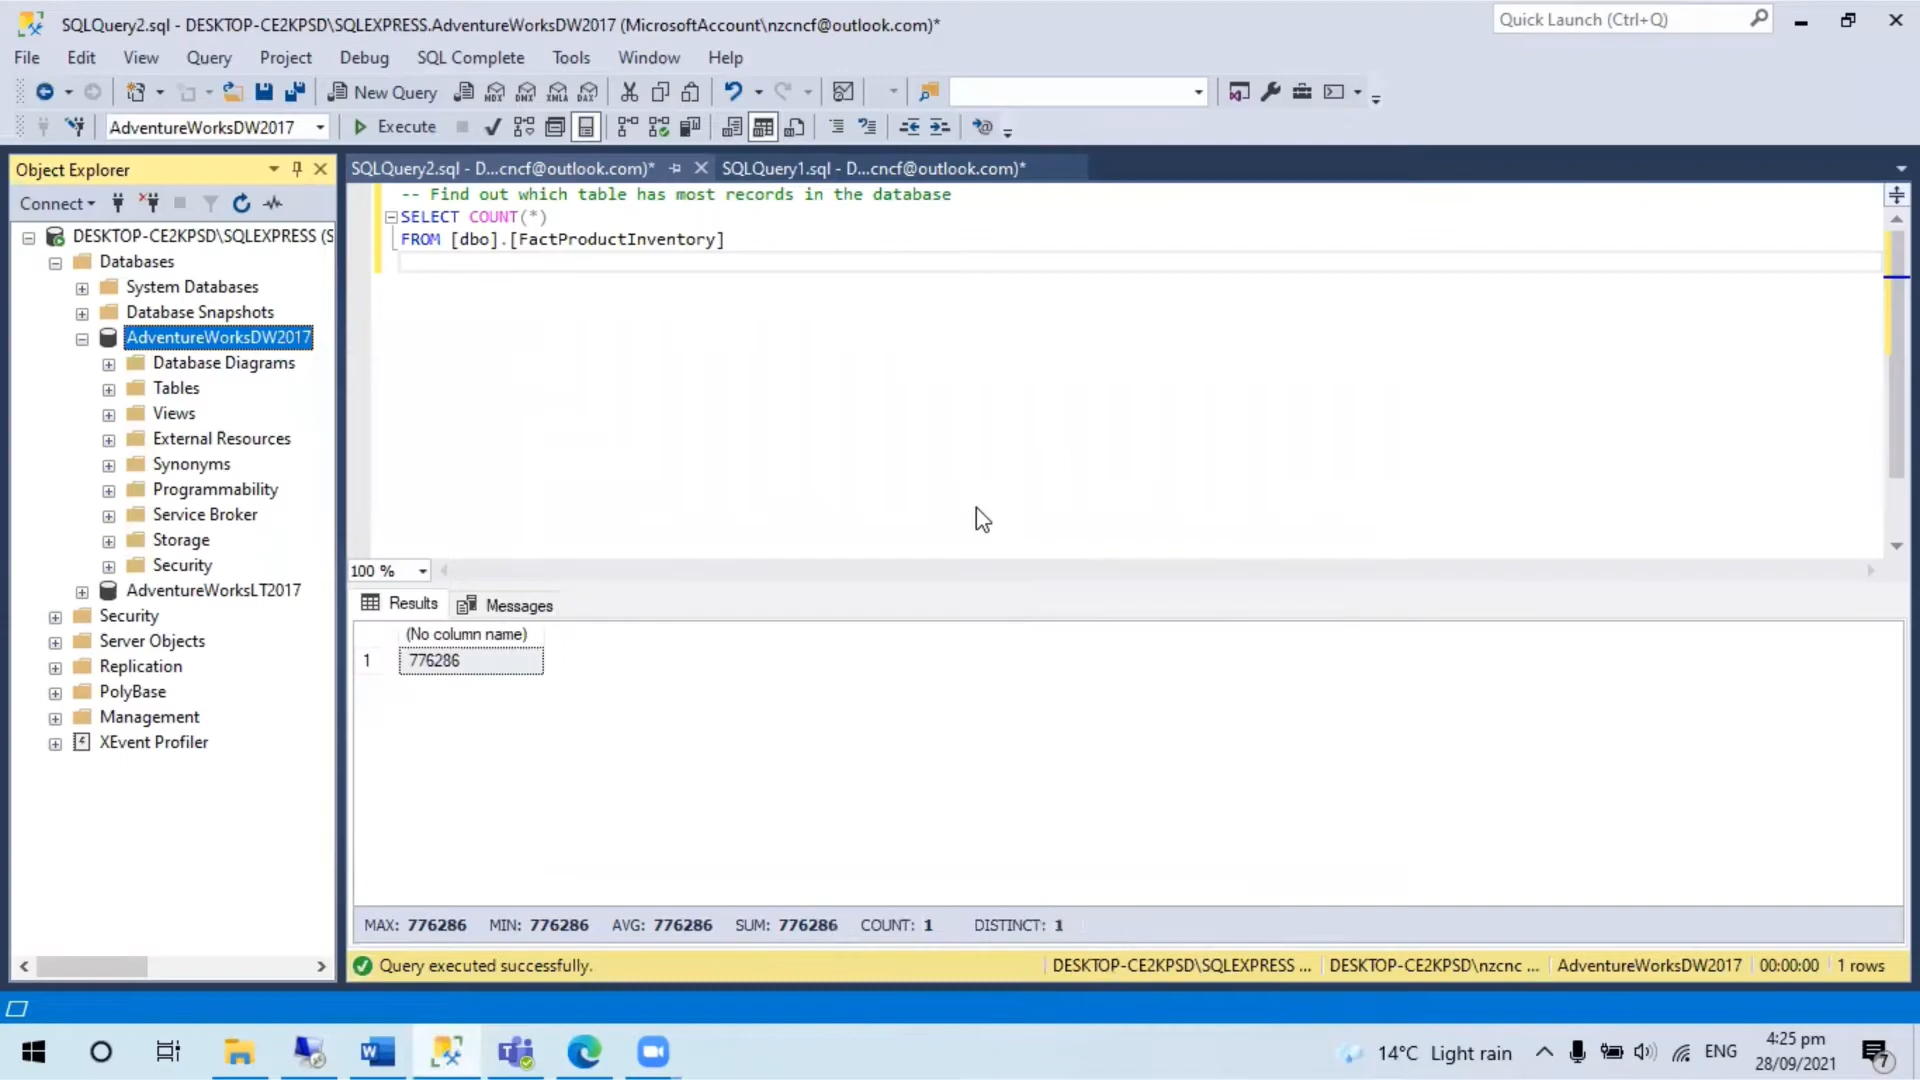 SQLQuery2.sql - DESKTOP-CE2KPSD\SQLEXPRESS.AdventureWorksDW2017 (MicrosoftAccount\nzcncf@outlook.com)*
Quick Launch (Ctrl+Q)
File Edit View Query Project Debug SQL Complete Tools Window Help
New Query MDX DMX XMLA DAX
AdventureWorksDW2017 Execute
Object Explorer
SQLQuery2.sql - D...cncf@outlook.com)* SQLQuery1.sql - D...cncf@outlook.com)*
Connect
-- Find out which table has most records in the database
SELECT COUNT(*)
FROM [dbo].[FactProductInventory]
DESKTOP-CE2KPSD\SQLEXPRESS (S
Databases
System Databases
Database Snapshots
AdventureWorksDW2017
Database Diagrams
Tables
Views
External Resources
Synonyms
Programmability
Service Broker
Storage
Security
AdventureWorksLT2017
Security
Server Objects
Replication
PolyBase
Management
XEvent Profiler
100 %
Results Messages
(No column name)
1 776286
MAX: 776286 MIN: 776286 AVG: 776286 SUM: 776286 COUNT: 1 DISTINCT: 1
Query executed successfully. DESKTOP-CE2KPSD\SQLEXPRESS ... DESKTOP-CE2KPSD\nzcnc ... AdventureWorksDW2017 00:00:00 1 rows
14°C Light rain ENG 4:25 pm
28/09/2021
7